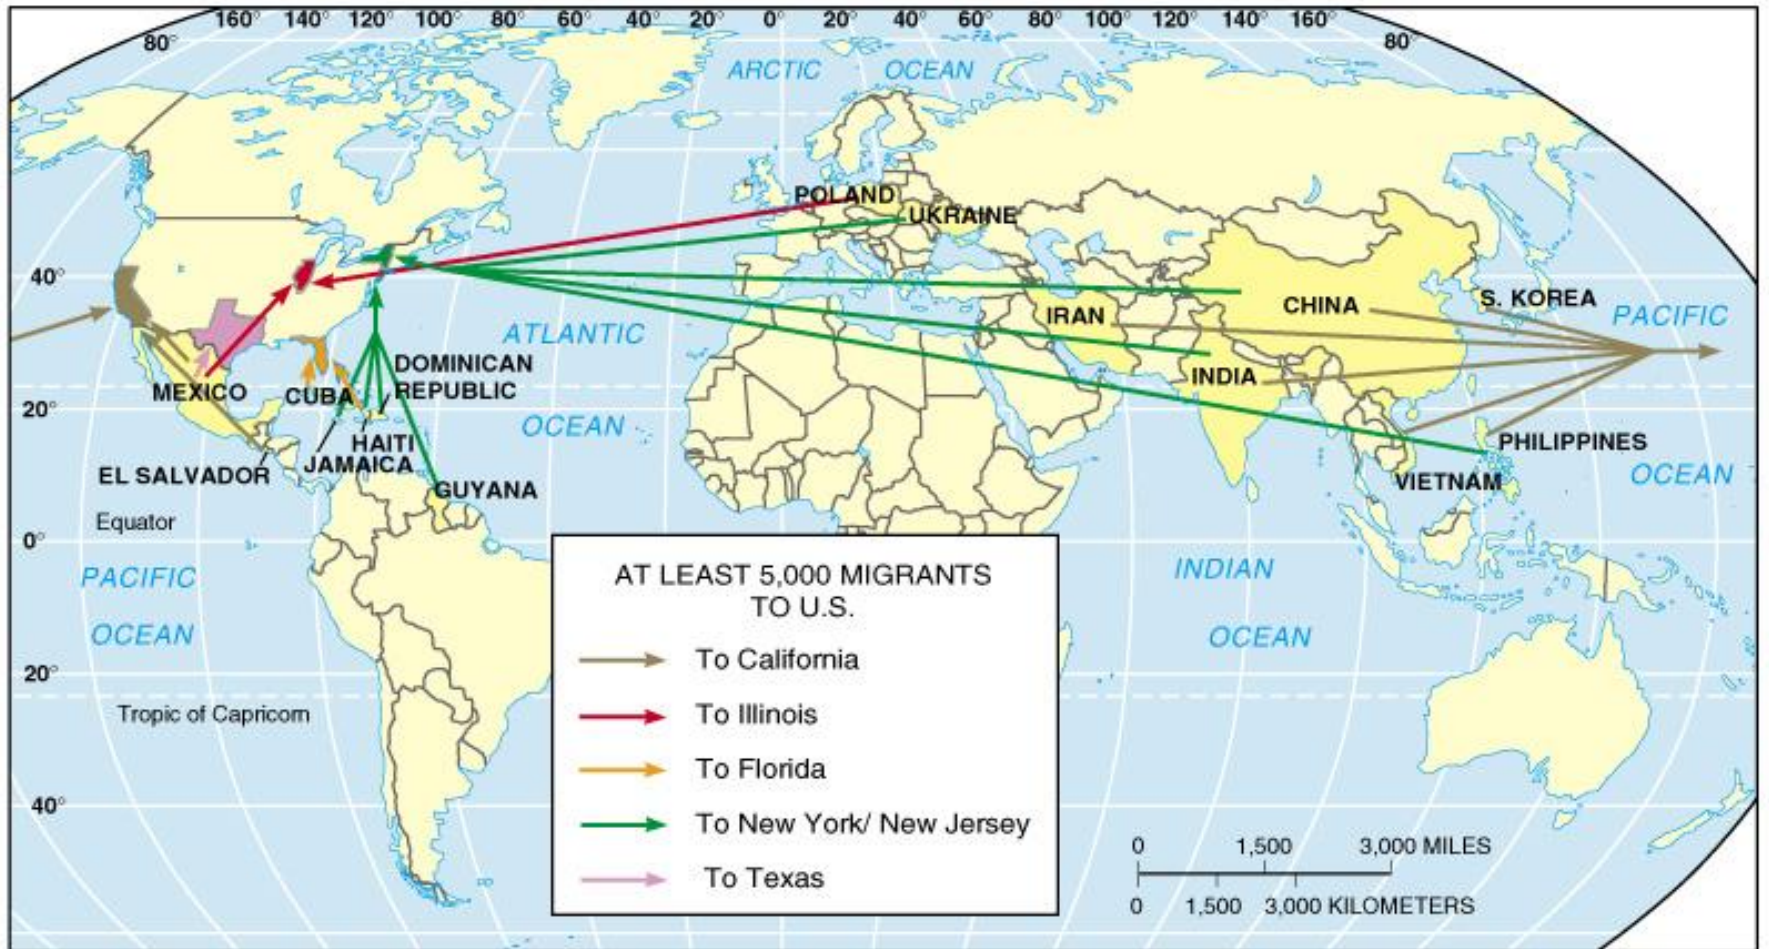 160° 140° 120° 100° 80° 60° 40° 20° 0° 20° 40° 60° 80° 100° 120° 140° 160°
80°
80°
ARCTIC OCEAN
POLAND
UKRAINE
40°
IRAN
CHINA
S. KOREA
PACIFIC
ATLANTIC
DOMINICAN
REPUBLIC
MEXICO
CUBA
INDIA
20°
OCEAN
HAITI
JAMAICA
PHILIPPINES
EL SALVADOR
GUYANA
VIETNAM
OCEAN
Equator
0°
PACIFIC
OCEAN
INDIAN
OCEAN
20°
Tropic of Capricorn
40°
AT LEAST 5,000 MIGRANTS
TO U.S.
To California
To Illinois
To Florida
To New York/ New Jersey
To Texas
0 1,500 3,000 MILES
0 1,500 3,000 KILOMETERS